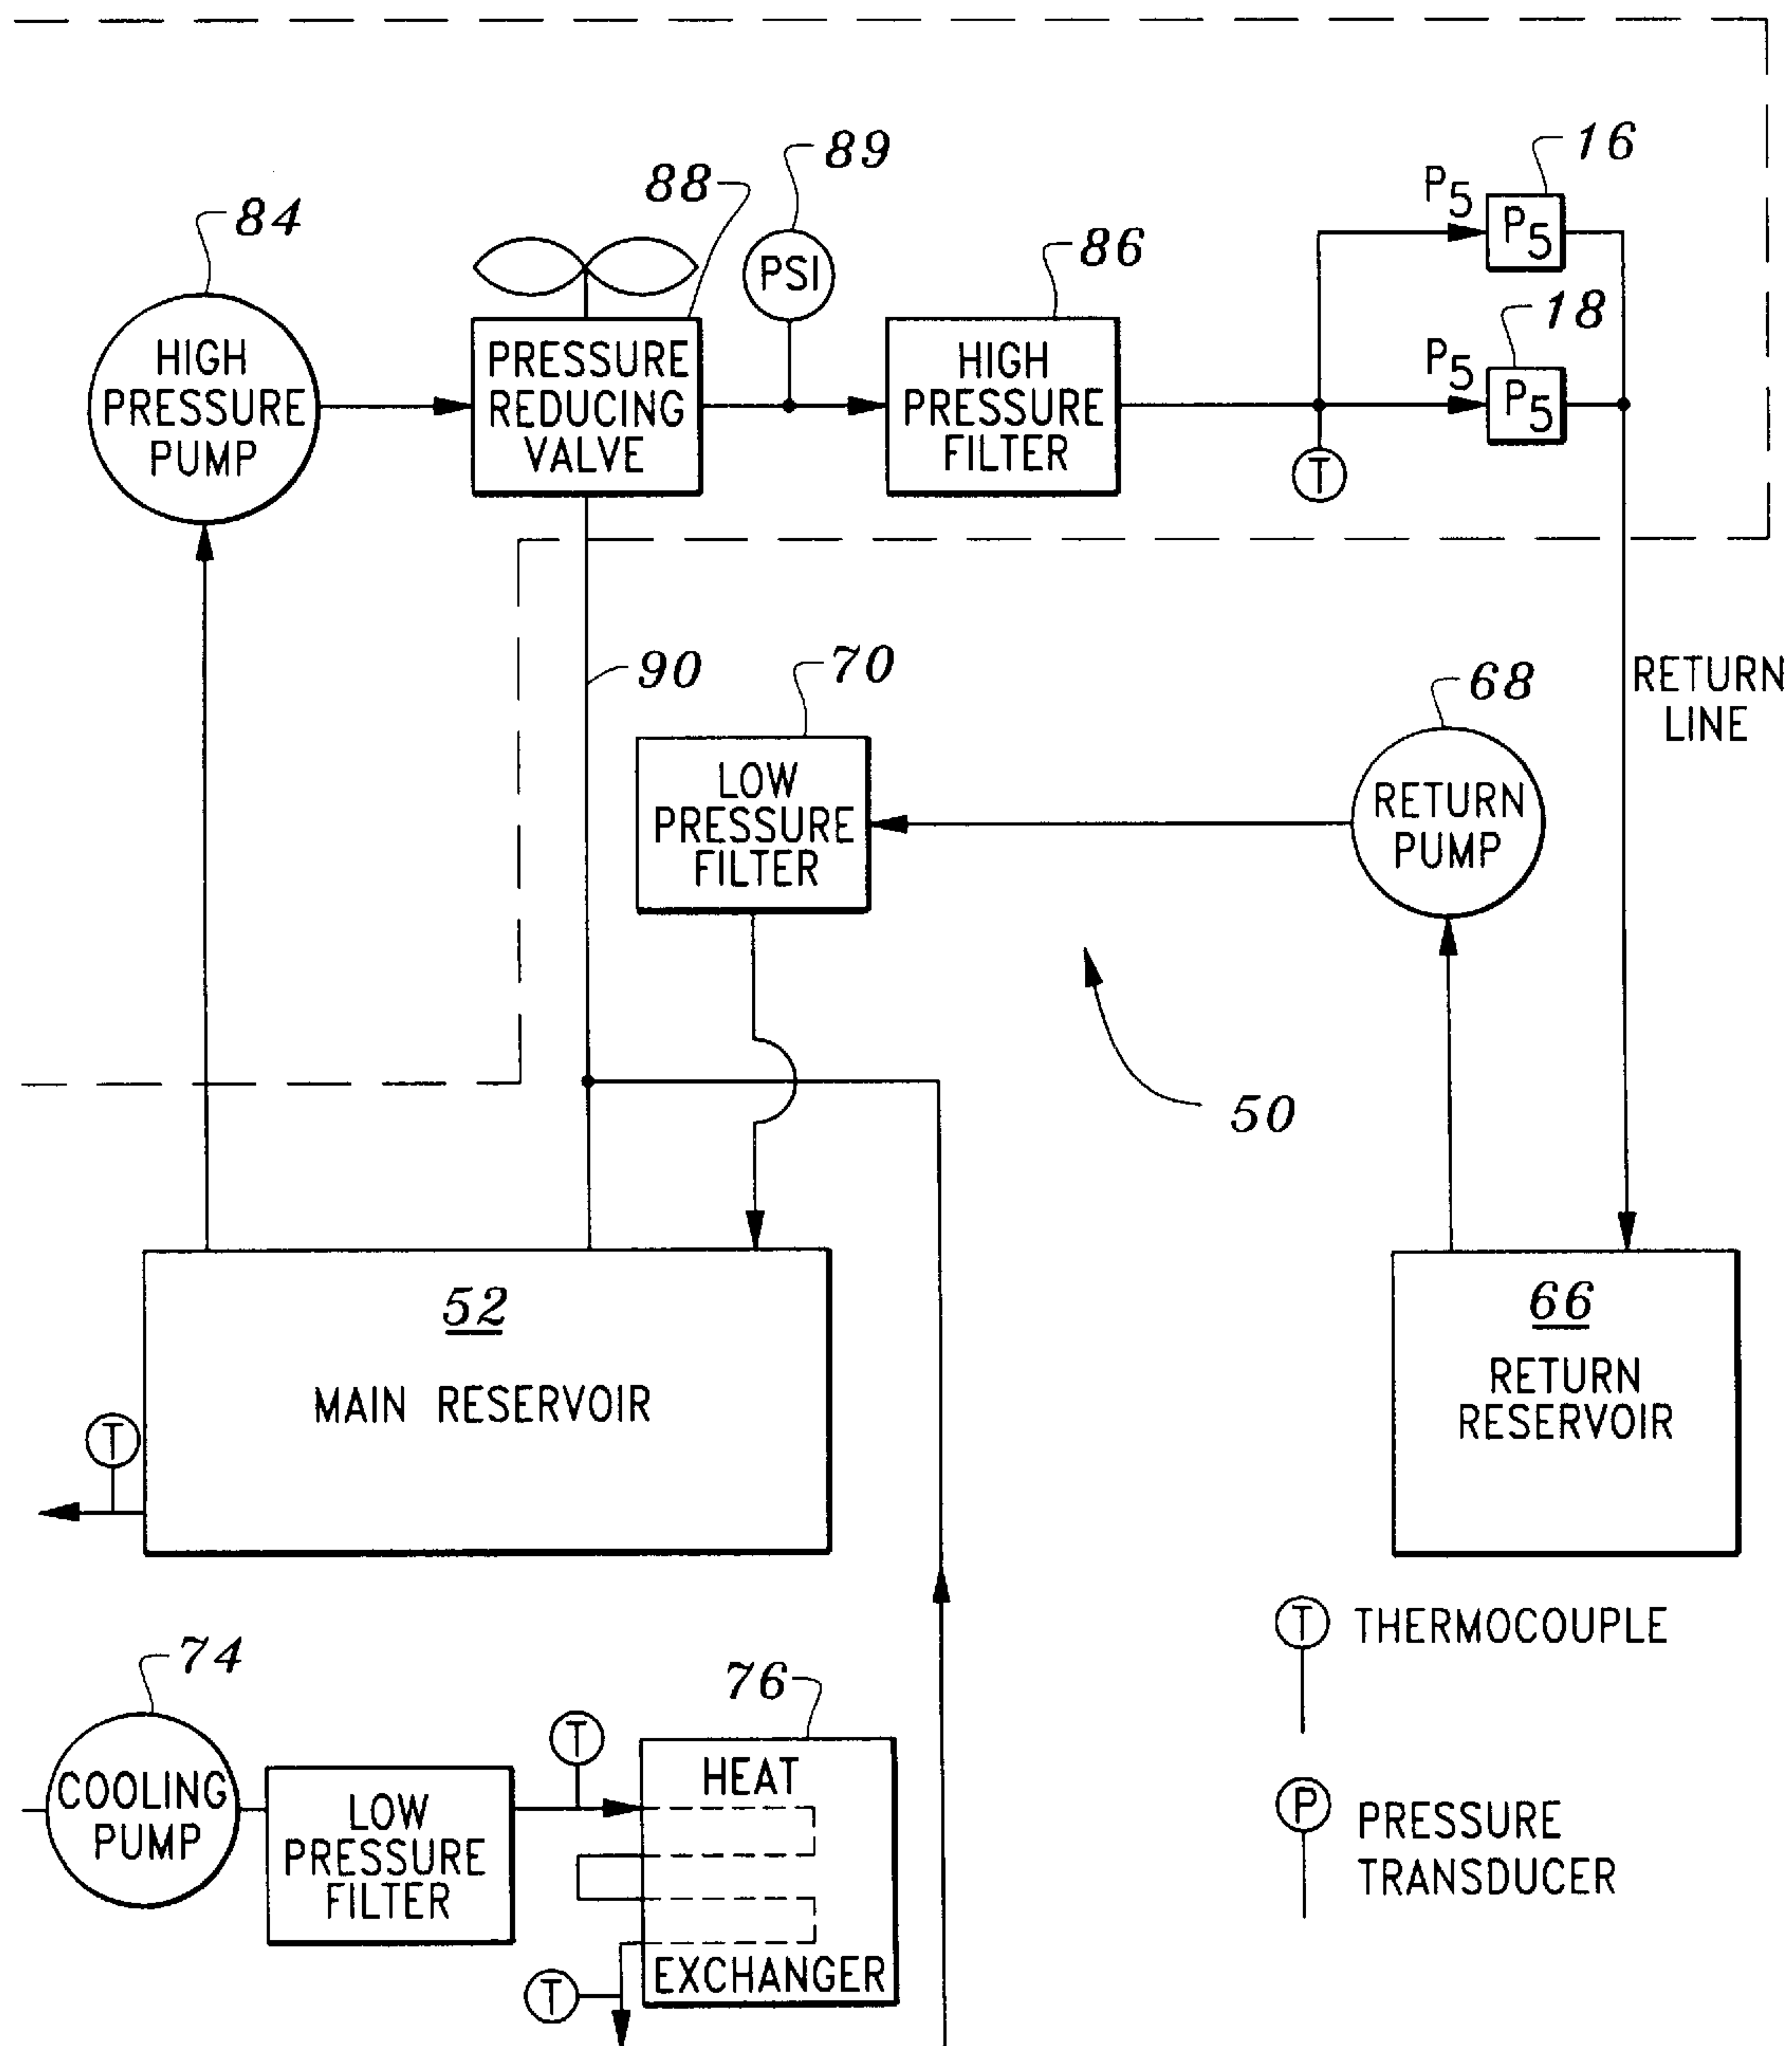 89
16
88
P5
P5
84
86
PSI
18
HIGH
PRESSURE
PUMP
PRESSURE
REDUCING
VALVE
HIGH
PRESSURE
FILTER
P5
P5
T
90
70
68
RETURN
LINE
LOW
PRESSURE
FILTER
RETURN
PUMP
50
52
MAIN RESERVOIR
66
RETURN
RESERVOIR
T
T THERMOCOUPLE
74
76
T
COOLING
PUMP
LOW
PRESSURE
FILTER
HEAT
EXCHANGER
T
P PRESSURE
TRANSDUCER